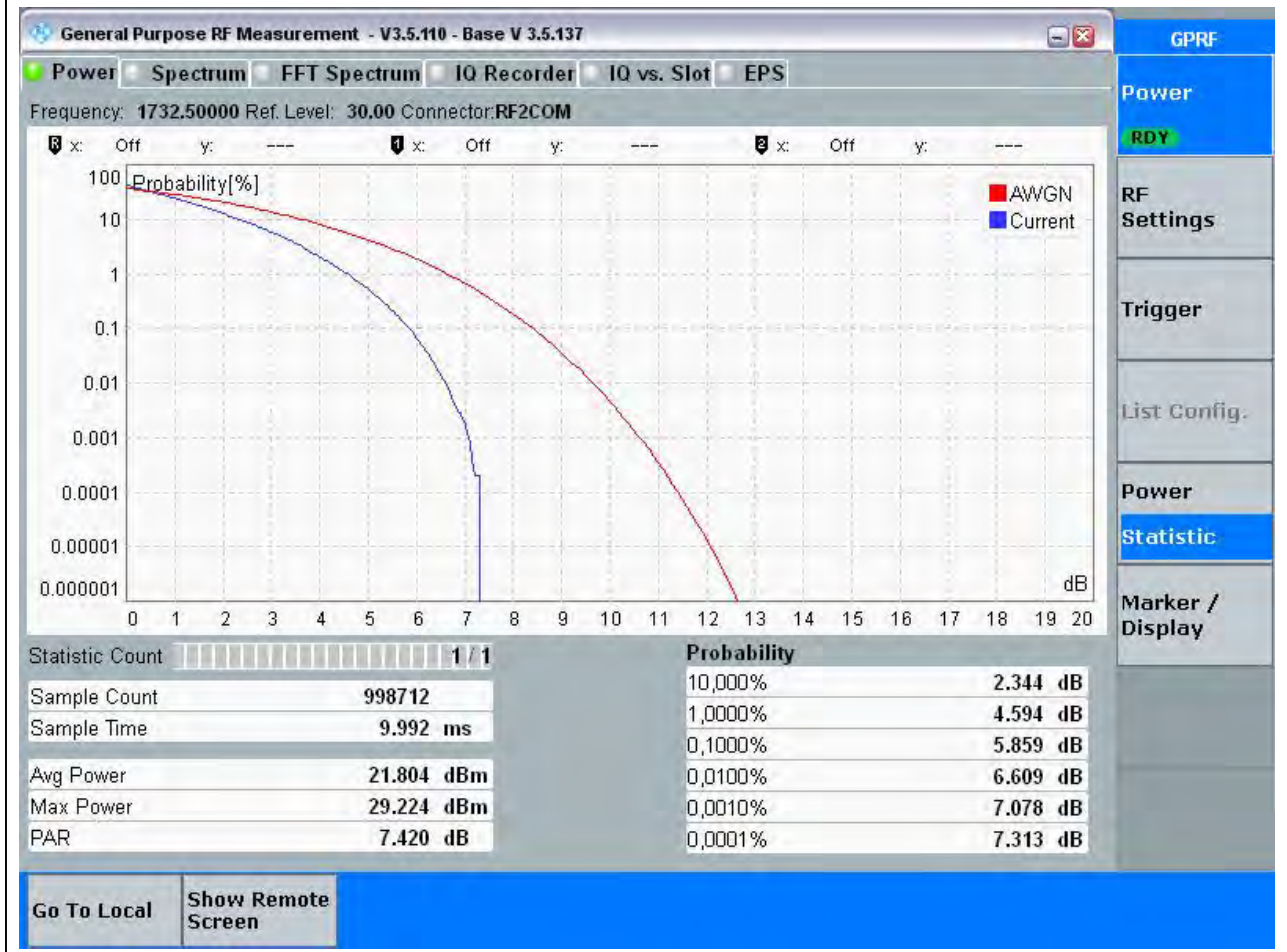 General Purpose RF Measurement - V3.5.110 - Base V 3.5.137
GPRF
Power Spectrum FFT Spectrum IQ Recorder IQ vs. Slot EPS
Frequency: 1732.50000 Ref. Level: 30.00 Connector:RF2COM
R x: Off y: --- 1 x: Off y: --- 2 x: Off y: ---
Probability[%]
AWGN
Current
100
10
1
0.1
0.01
0.001
0.0001
0.00001
0.000001
dB
0 1 2 3 4 5 6 7 8 9 10 11 12 13 14 15 16 17 18 19 20
Statistic Count 1 / 1
Sample Count 998712
Sample Time 9.992 ms
Avg Power 21.804 dBm
Max Power 29.224 dBm
PAR 7.420 dB
Probability
10,000% 2.344 dB
1,0000% 4.594 dB
0,1000% 5.859 dB
0,0100% 6.609 dB
0,0010% 7.078 dB
0,0001% 7.313 dB
Power
RDY
RF
Settings
Trigger
List Config.
Power
Statistic
Marker /
Display
Go To Local
Show Remote
Screen